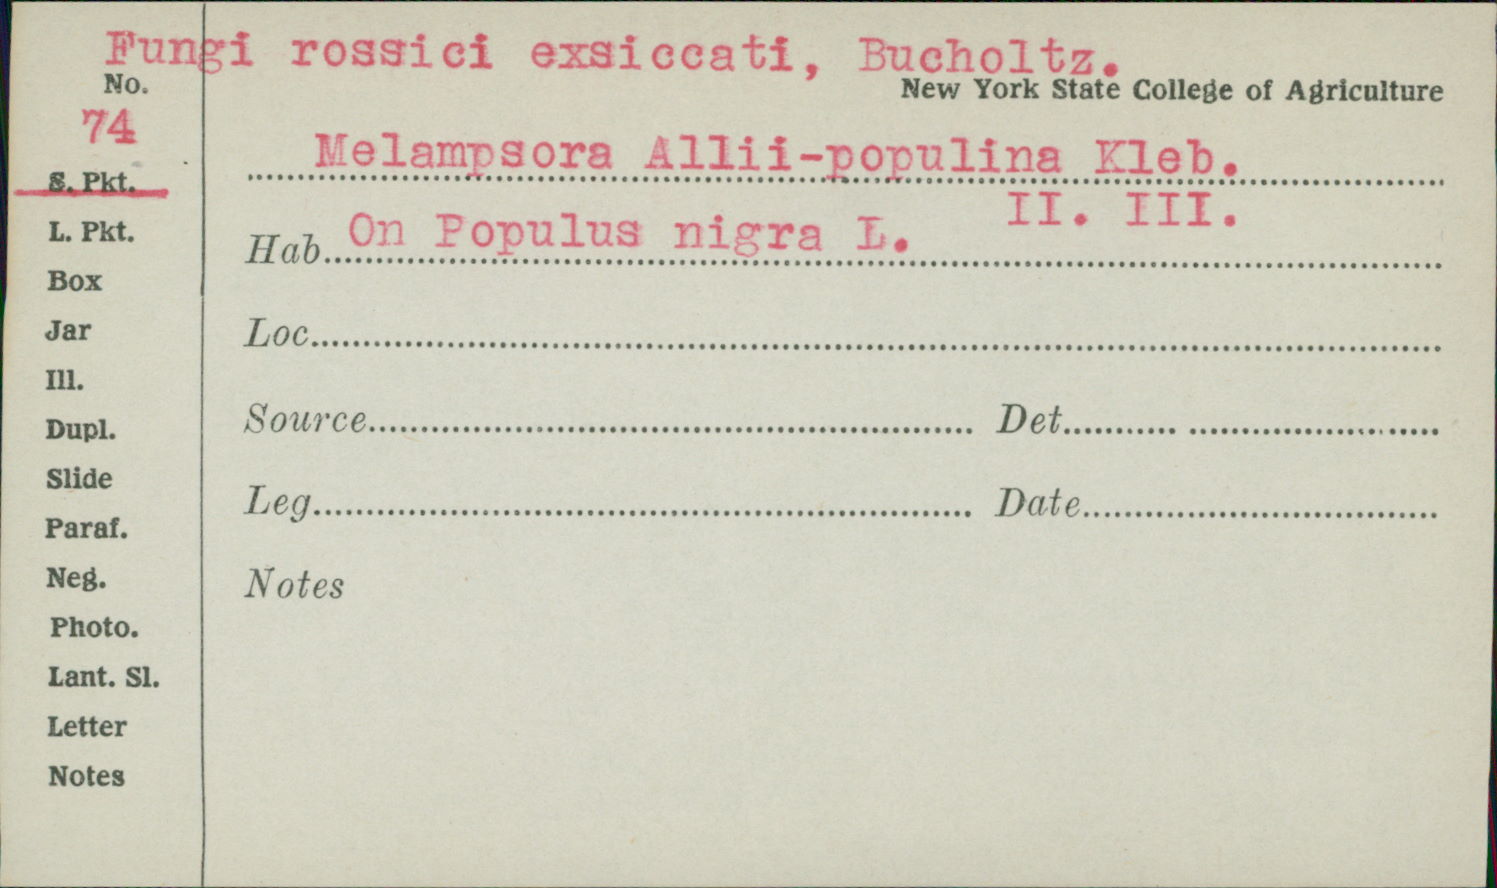 Fungi rossici exsiccati, Bucholtz.
No.
New York State College of Agriculture
74
Melampsora Allii-populina Kleb.
S. Pkt.
II. III.
L. Pkt.
Hab. On Populus nigra L.
Box
Jar
Loc.
Ill.
Dupl.
Source Det.
Slide
Leg. Date
Paraf.
Neg.
Notes
Photo.
Lant. Sl.
Letter
Notes